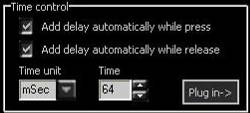 Time control
Add delay automatically while press
Add delay automatically while release
Time unit Time
mSec 64 Plug in->